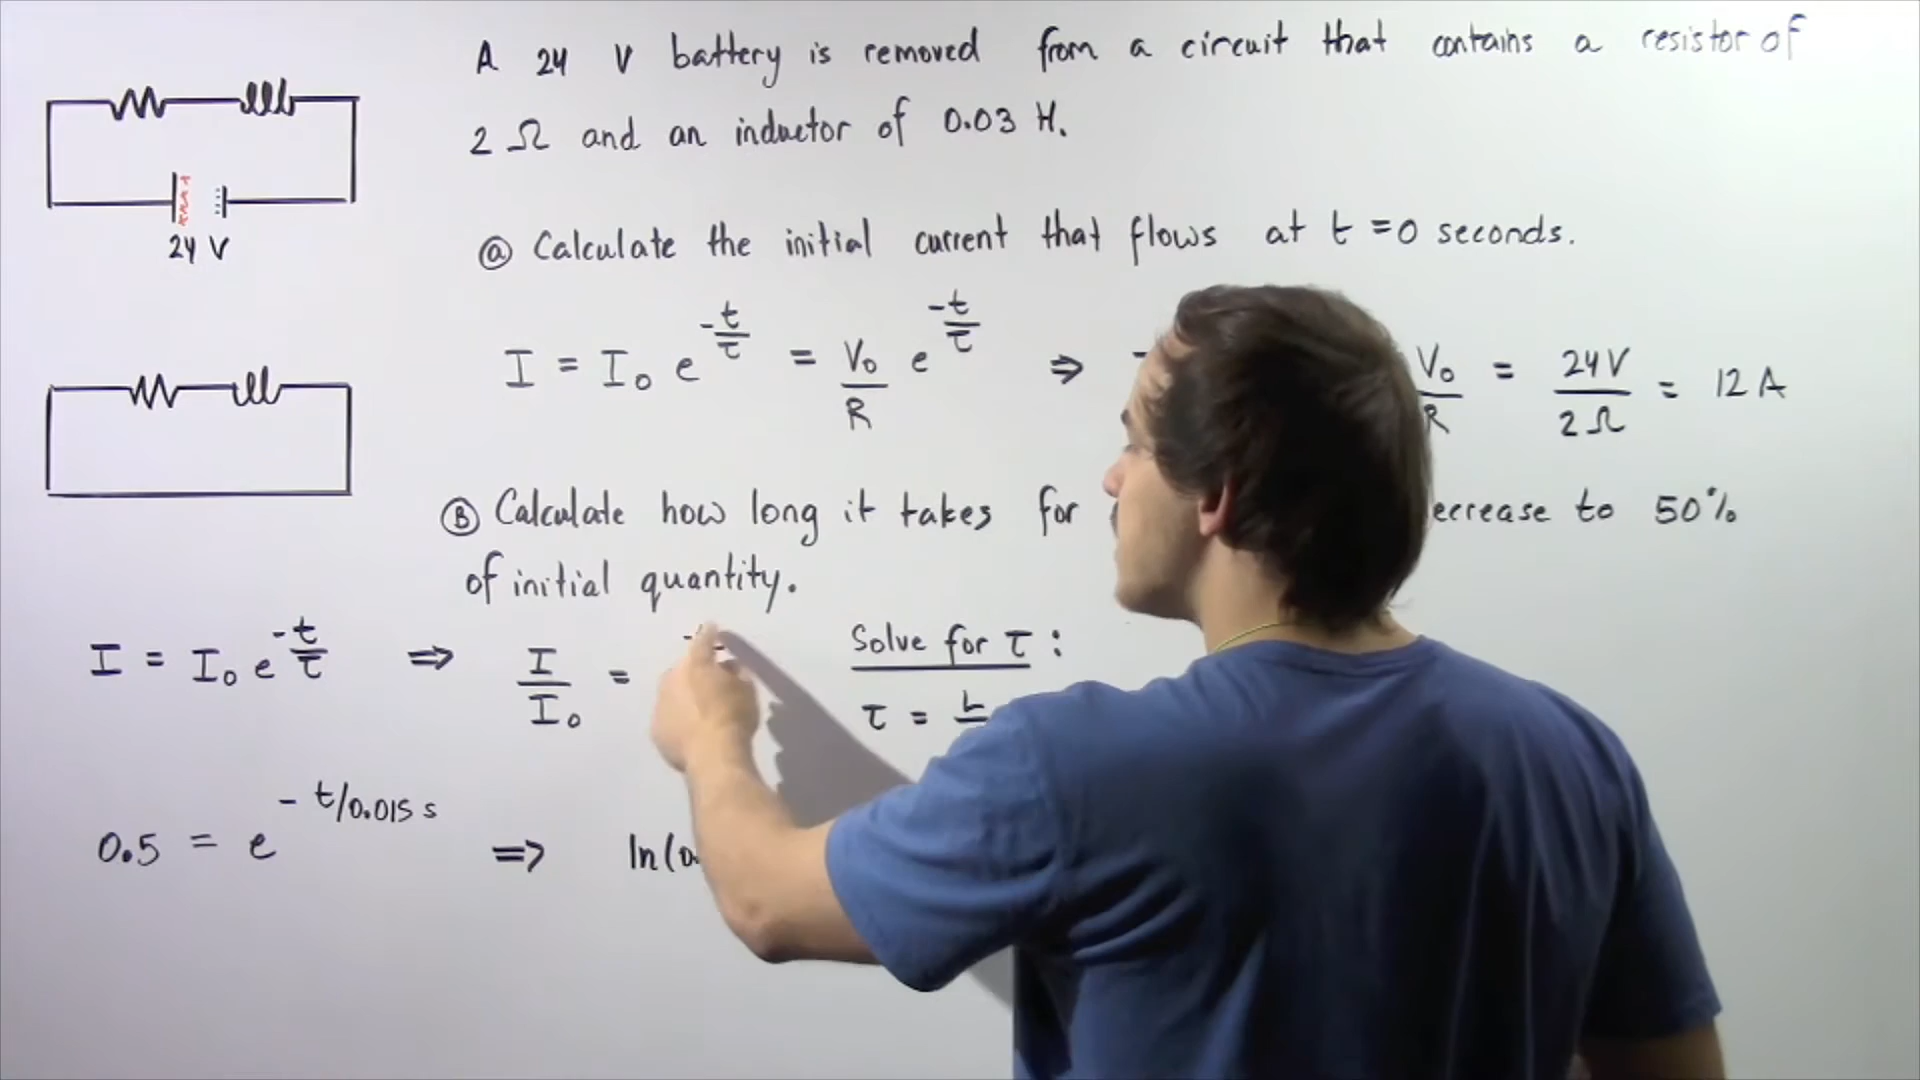 A 24 V battery is removed from a circuit that contains a resistor of
2 Ω and an inductor of 0.03 H.
24 V
ⓐ Calculate the initial current that flows at t = 0 seconds.
I = I₀ e^(-t/τ) = V₀/R e^(-t/τ) ⇒ V₀/R = 24V/2Ω = 12 A
Ⓑ Calculate how long it takes for ecrease to 50%
of initial quantity.
I = I₀ e^(-t/τ) ⇒ I/I₀ =
Solve for τ :
τ = L
0.5 = e^(-t/0.015 s) ⇒ ln(